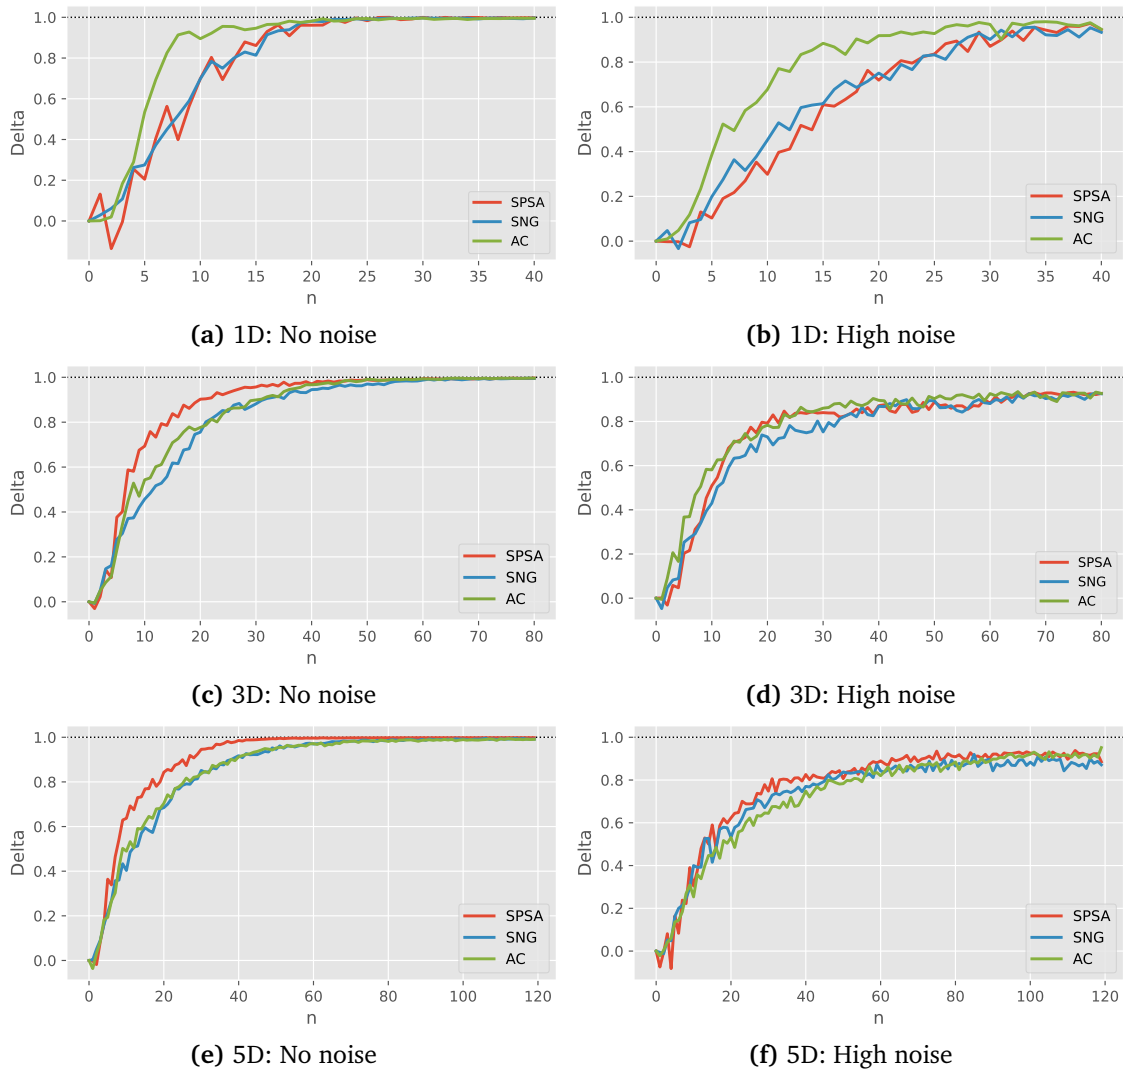 1.0
0.8
0.6
0.4
0.2
0.0
Delta
SPSA
SNG
AC
0 5 10 15 20 25 30 35 40
n
(a) 1D: No noise
1.0
0.8
0.6
0.4
0.2
0.0
Delta
SPSA
SNG
AC
0 5 10 15 20 25 30 35 40
n
(b) 1D: High noise
1.0
0.8
0.6
0.4
0.2
0.0
Delta
SPSA
SNG
AC
0 10 20 30 40 50 60 70 80
n
(c) 3D: No noise
1.0
0.8
0.6
0.4
0.2
0.0
Delta
SPSA
SNG
AC
0 10 20 30 40 50 60 70 80
n
(d) 3D: High noise
1.0
0.8
0.6
0.4
0.2
0.0
Delta
SPSA
SNG
AC
0 20 40 60 80 100 120
n
(e) 5D: No noise
1.0
0.8
0.6
0.4
0.2
0.0
Delta
SPSA
SNG
AC
0 20 40 60 80 100 120
n
(f) 5D: High noise